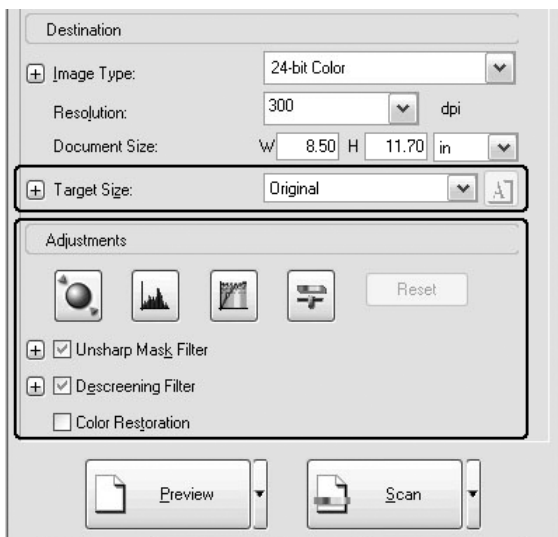 Destination
Image Type: 24-bit Color
Resolution: 300 dpi
Document Size: W 8.50 H 11.70 in
Target Size: Original A
Adjustments
Reset
Unsharp Mask Filter
Descreening Filter
Color Restoration
Preview Scan